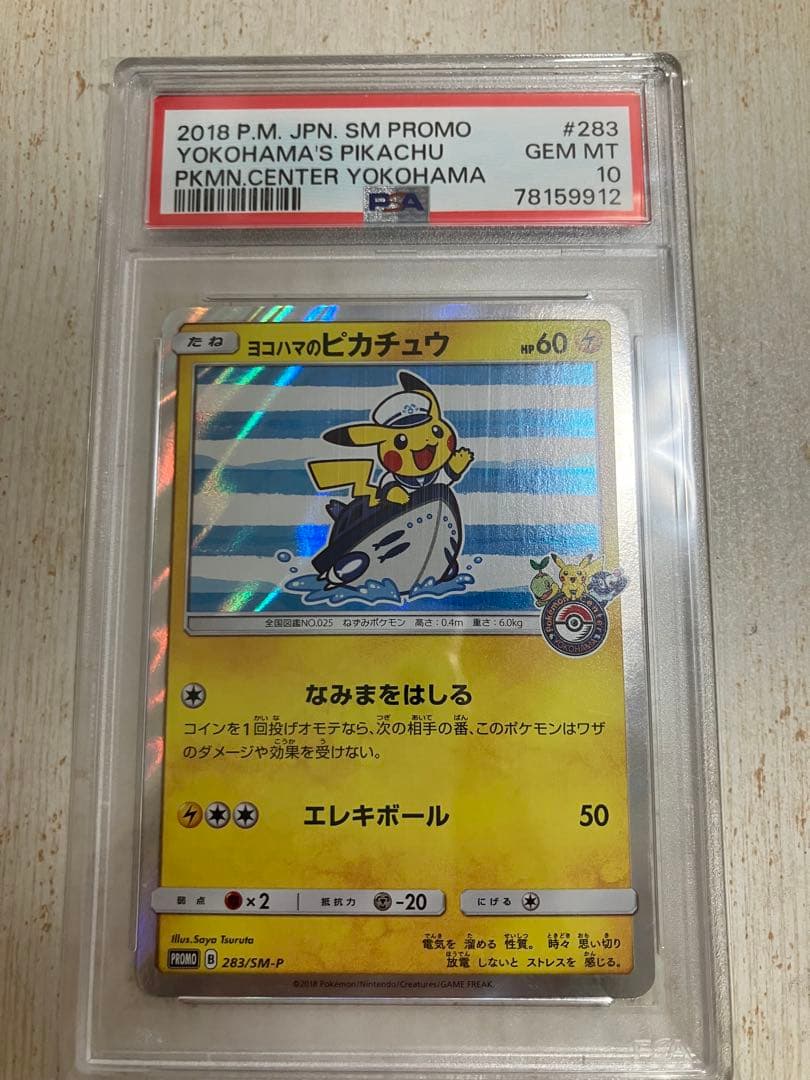 2018 P.M. JPN. SM PROMO #283
YOKOHAMA'S PIKACHU GEM MT
PKMN.CENTER YOKOHAMA 10
PSA 78159912
たね ヨコハマのピカチュウ HP60
Pokémon Center
YOKOHAMA
全国図鑑NO.025 ねずみポケモン 高さ:0.4m 重さ:6.0kg
なみまをはしる
コインを1回投げオモテなら、次の相手の番、このポケモンはワザ
のダメージや効果を受けない。
エレキボール 50
弱点 ×2 抵抗力 -20 にげる
Illus.Saya Tsuruta
電気を 溜める 性質。 時々 思い切り
放電 しないと ストレスを 感じる。
PROMO B 283/SM-P
©2018 Pokémon/Nintendo/Creatures/GAME FREAK.
PSA